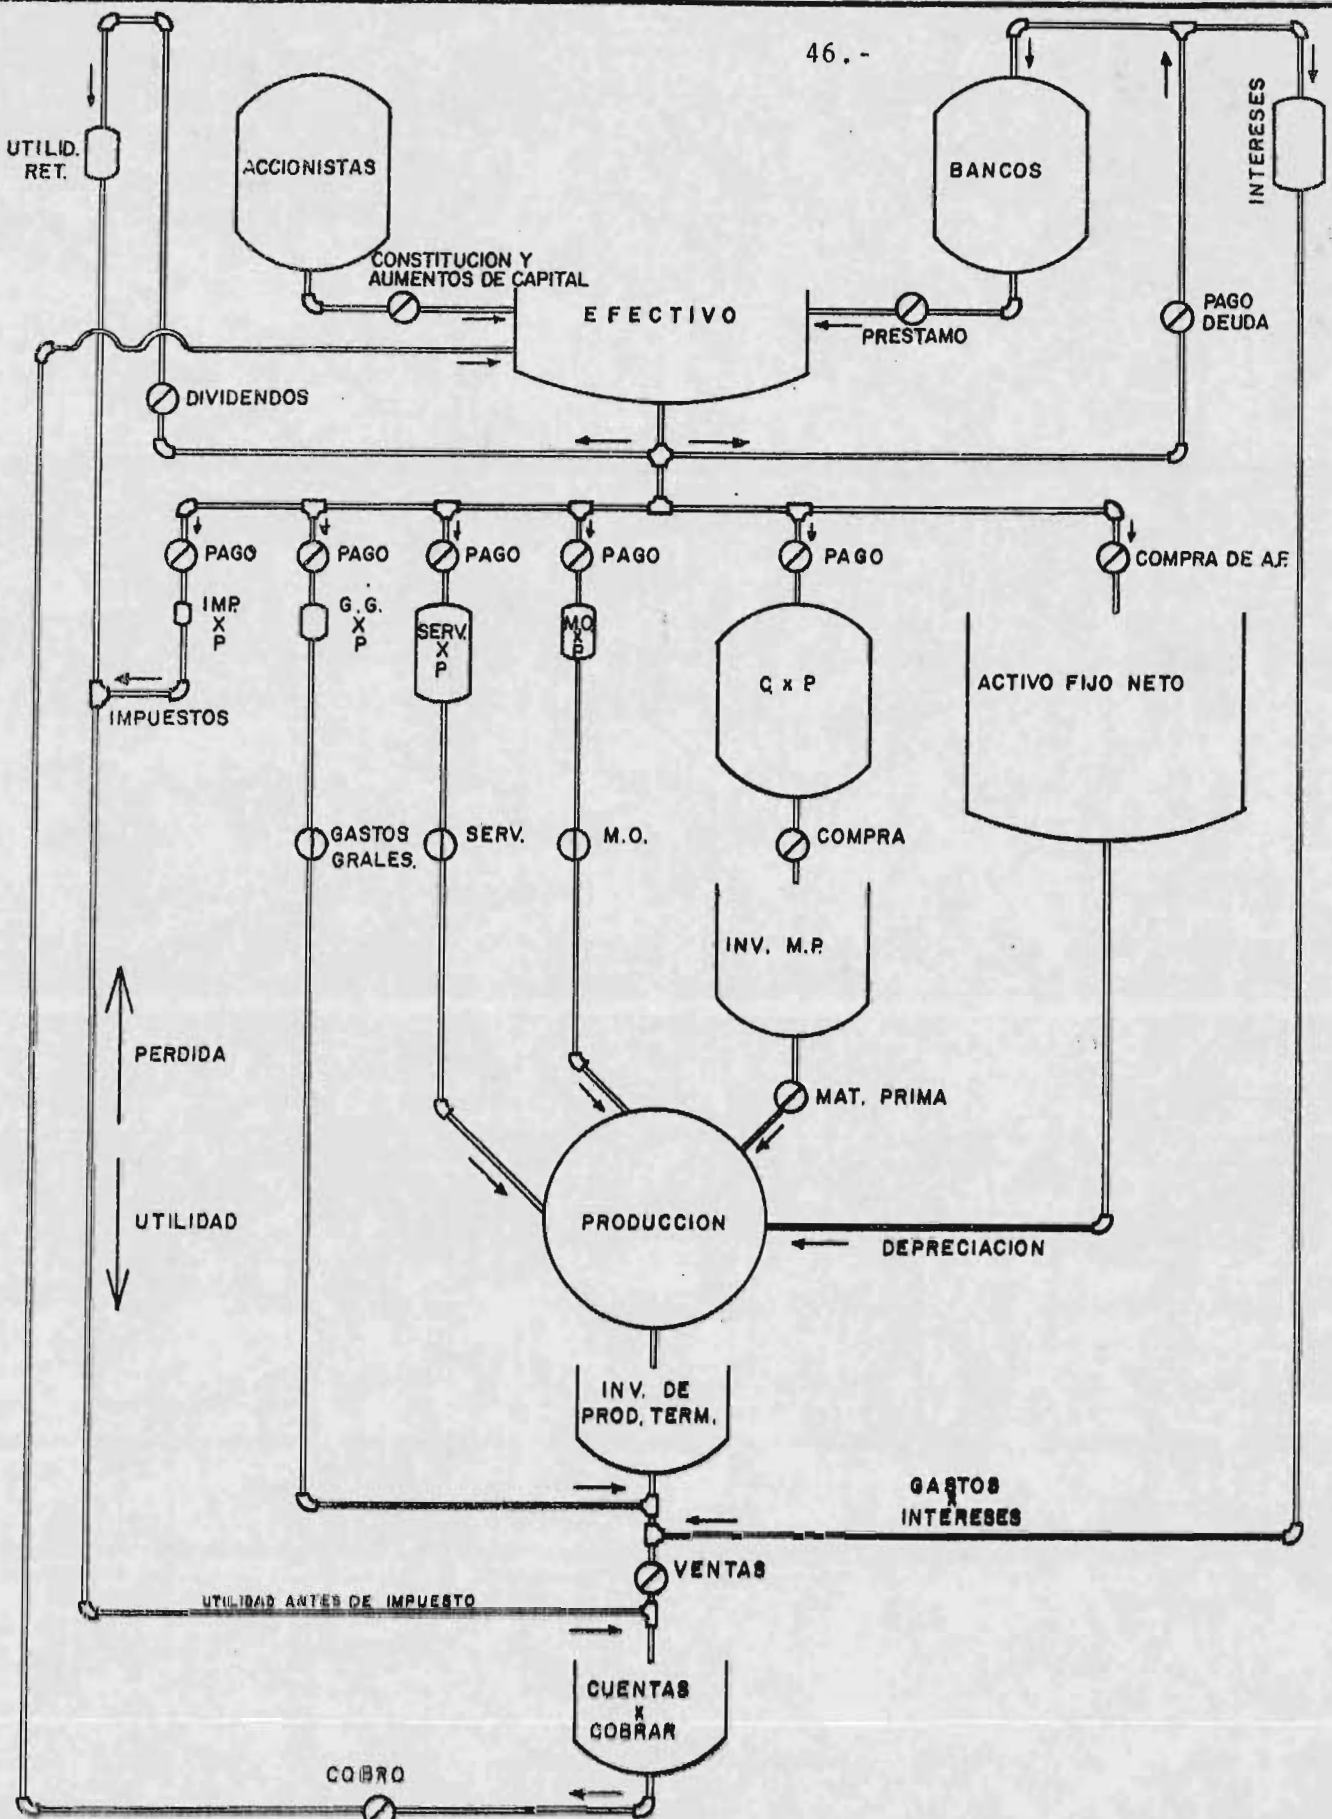 46.-
UTILID.
RET.
ACCIONISTAS
BANCOS
INTERESES
CONSTITUCION Y
AUMENTOS DE CAPITAL
EFECTIVO
PRESTAMO
PAGO
DEUDA
DIVIDENDOS
PAGO
PAGO
PAGO
PAGO
PAGO
COMPRA DE A.F.
IMP.
X
P
G.G.
X
P
SERV.
X
P
M.O.
X
P
C x P
ACTIVO FIJO NETO
IMPUESTOS
GASTOS
GRALES.
SERV.
M.O.
COMPRA
INV. M.P.
PERDIDA
MAT. PRIMA
UTILIDAD
PRODUCCION
DEPRECIACION
INV. DE
PROD. TERM.
GASTOS
X
INTERESES
VENTAS
UTILIDAD ANTES DE IMPUESTO
CUENTAS
X
COBRAR
COBRO